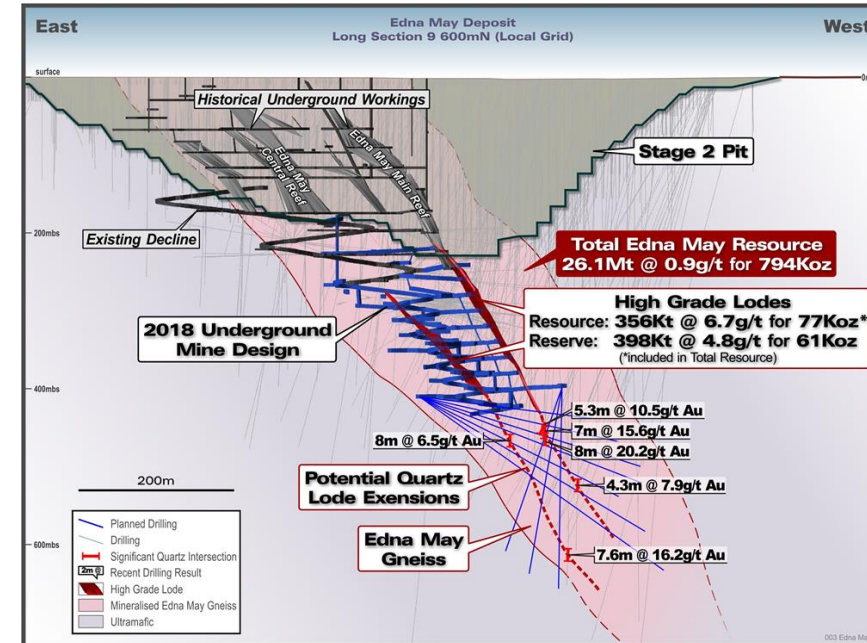 East
Edna May Deposit
Long Section 9 600mN (Local Grid)
West
surface
Historical Underground Workings
Edna May Central Reef
Edna May Main Reef
Stage 2 Pit
200mbs
Existing Decline
Total Edna May Resource
26.1Mt @ 0.9g/t for 794Koz
High Grade Lodes
Resource: 356Kt @ 6.7g/t for 77Koz*
Reserve: 398Kt @ 4.8g/t for 61Koz
(*included in Total Resource)
2018 Underground
Mine Design
400mbs
5.3m @ 10.5g/t Au
7m @ 15.6g/t Au
8m @ 6.5g/t Au
8m @ 20.2g/t Au
200m
Potential Quartz
Lode Exensions
4.3m @ 7.9g/t Au
Edna May
Gneiss
600mbs
7.6m @ 16.2g/t Au
Planned Drilling
Drilling
Significant Quartz Intersection
2m @
Recent Drilling Result
High Grade Lode
Mineralised Edna May Gneiss
Ultramafic
003 Edna Ma